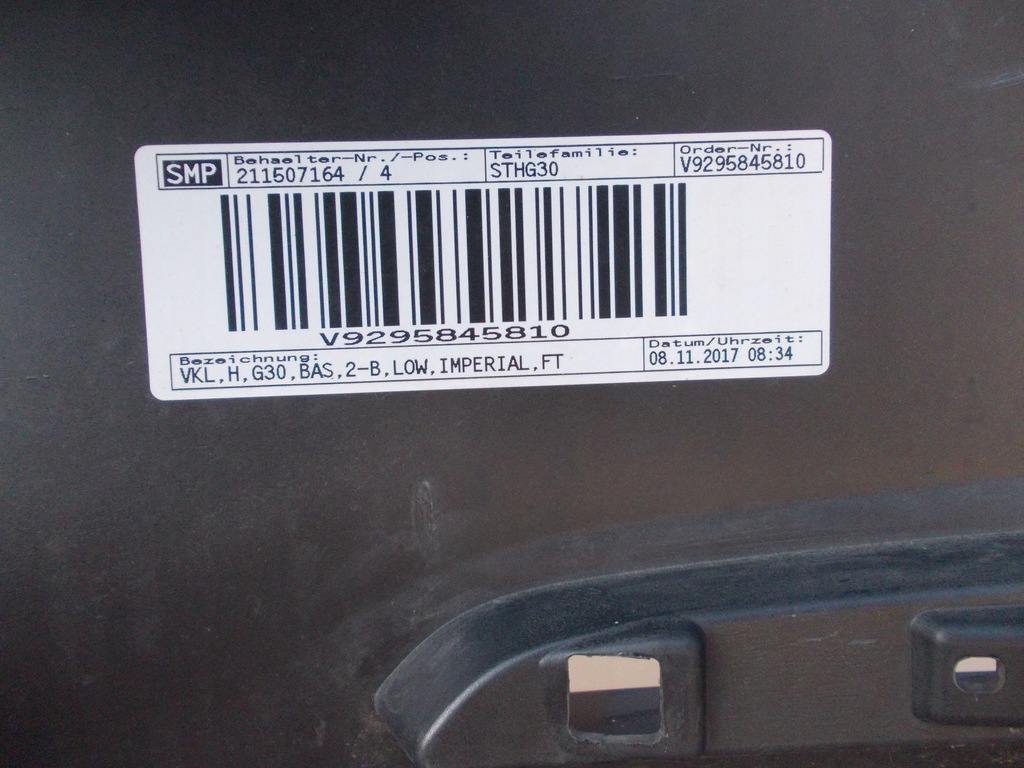 SMP
Behaelter-Nr./-Pos.:
211507164 / 4
Teilefamilie:
STHG30
Order-Nr.:
V9295845810
V9295845810
Bezeichnung:
VKL,H,G30,BAS,2-B,LOW,IMPERIAL,FT
Datum/Uhrzeit:
08.11.2017 08:34